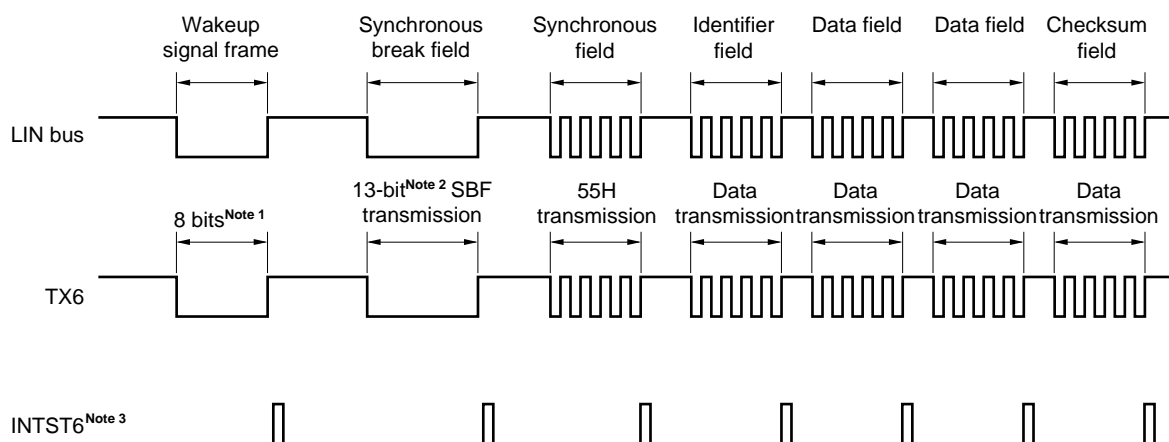 Wakeup
signal frame
Synchronous
break field
Synchronous
field
Identifier
field
Data field
Data field
Checksum
field
LIN bus
8 bitsNote 1
13-bitNote 2 SBF
transmission
55H
transmission
Data
transmission
Data
transmission
Data
transmission
Data
transmission
TX6
INTST6Note 3